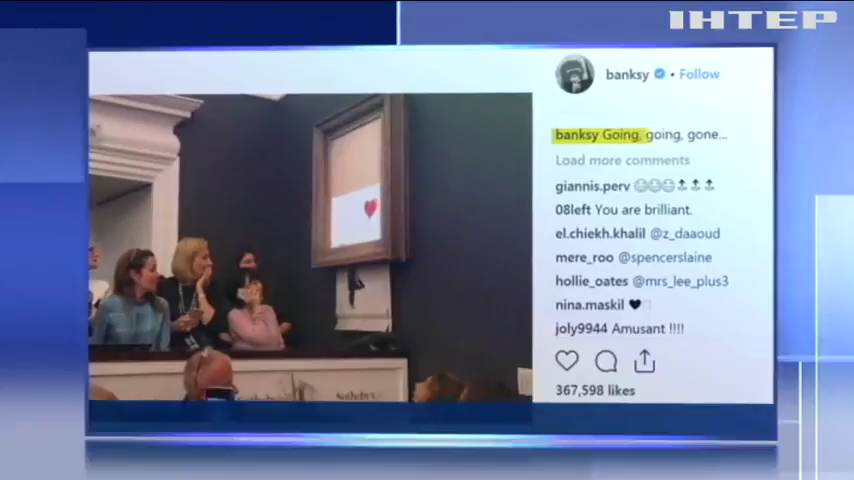 ІНТЕР
banksy • Follow
banksy Going, going, gone...
Load more comments
giannis.perv
08left You are brilliant.
el.chiekh.khalil @z_daaoud
mere_roo @spencerslaine
hollie_oates @mrs_lee_plus3
nina.maskil
joly9944 Amusant !!!!
367,598 likes